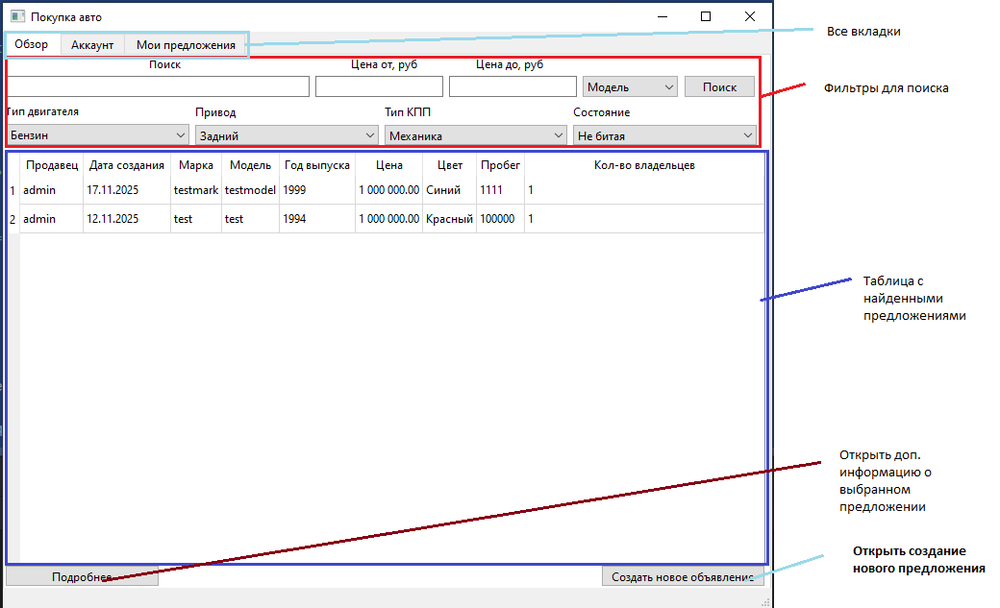 Покупка авто
Обзор Аккаунт Мои предложения
Все вкладки
Поиск Цена от, руб Цена до, руб
Модель Поиск
Фильтры для поиска
Тип двигателя Привод Тип КПП Состояние
Бензин Задний Механика Не битая
Продавец Дата создания Марка Модель Год выпуска Цена Цвет Пробег Кол-во владельцев
1 admin 17.11.2025 testmark testmodel 1999 1 000 000.00 Синий 1111 1
2 admin 12.11.2025 test test 1994 1 000 000.00 Красный 100000 1
Таблица с
найденными
предложениями
Открыть доп.
информацию о
выбранном
предложении
Открыть создание
нового предложения
Подробнее Создать новое объявление